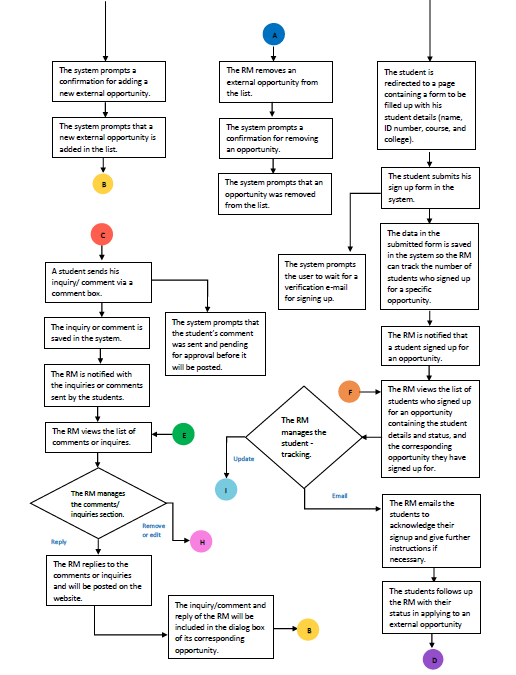 The system prompts a
confirmation for adding a
new external opportunity.
The system prompts that a
new external opportunity is
added in the list.
B
A
The RM removes an
external opportunity from
the list.
The system prompts a
confirmation for removing
an opportunity.
The system prompts that an
opportunity was removed
from the list.
The student is
redirected to a page
containing a form to be
filled up with his
student details (name,
ID number, course, and
college).
The student submits his
sign up form in the
system.
The system prompts
the user to wait for a
verification e-mail
for signing up.
The data in the
submitted form is saved
in the system so the RM
can track the number of
students who signed up
for a specific
opportunity.
The RM is notified that
a student signed up for
an opportunity.
F
The RM views the list of
students who signed up
for an opportunity
containing the student
details and status, and
the corresponding
opportunity they have
signed up for.
The RM
manages the
student -
tracking.
Update
I
Email
The RM emails the
students to
acknowledge their
signup and give further
instructions if
necessary.
The students follows up
the RM with their
status in applying to an
external opportunity
D
C
A student sends his
inquiry/ comment via a
comment box.
The system prompts that
the student's comment
was sent and pending
for approval before it
will be posted.
The inquiry or comment is
saved in the system.
The RM is notified with
the inquiries or comments
sent by the students.
The RM views the list of
comments or inquires.
E
The RM manages
the comments/
inquiries section.
Remove
or edit
H
Reply
The RM replies to the
comments or inquiries
and will be posted on the
website.
The inquiry/comment and
reply of the RM will be
included in the dialog box
of its corresponding
opportunity.
B